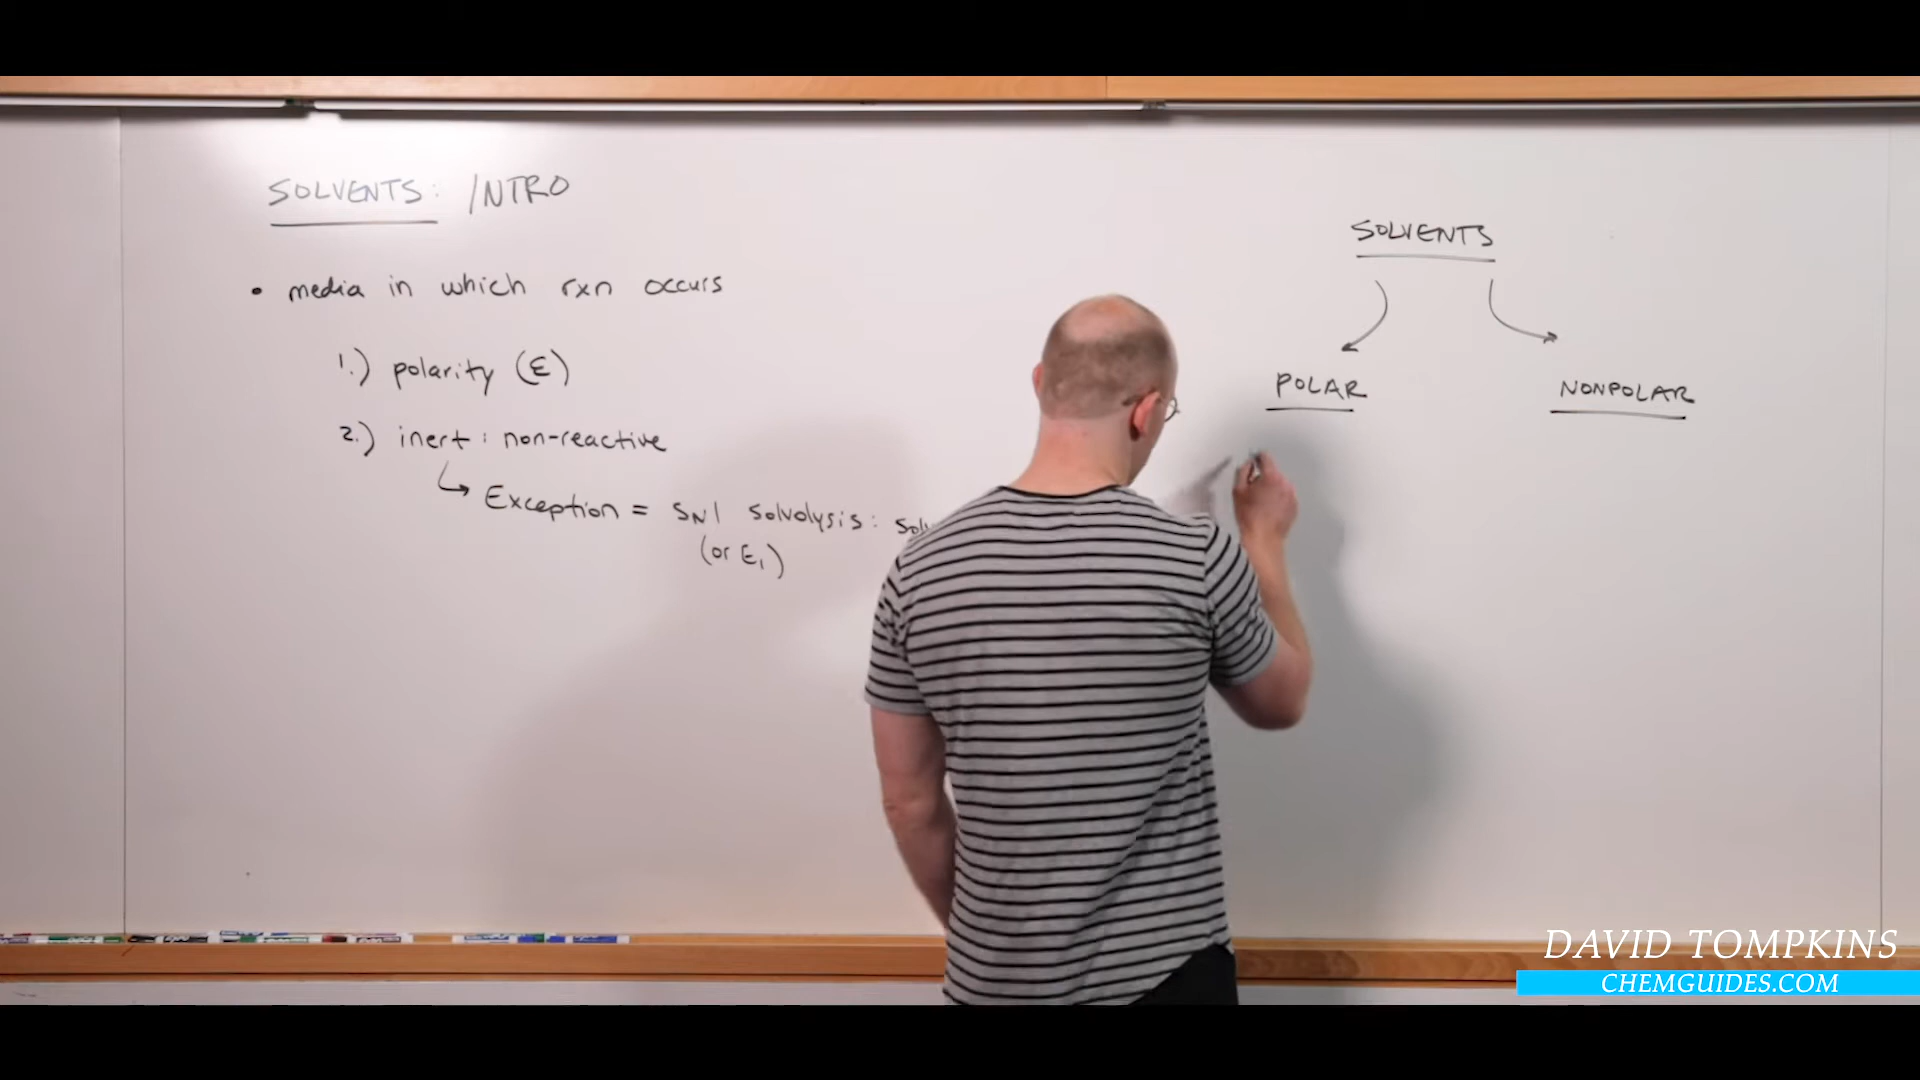 SOLVENTS: INTRO
• media in which rxn occurs
1.) polarity (ε)
2.) inert: non-reactive
↳ Exception = SN1 solvolysis:
(or E1)
SOLVENTS
POLAR
NONPOLAR
DAVID TOMPKINS
CHEMGUIDES.COM